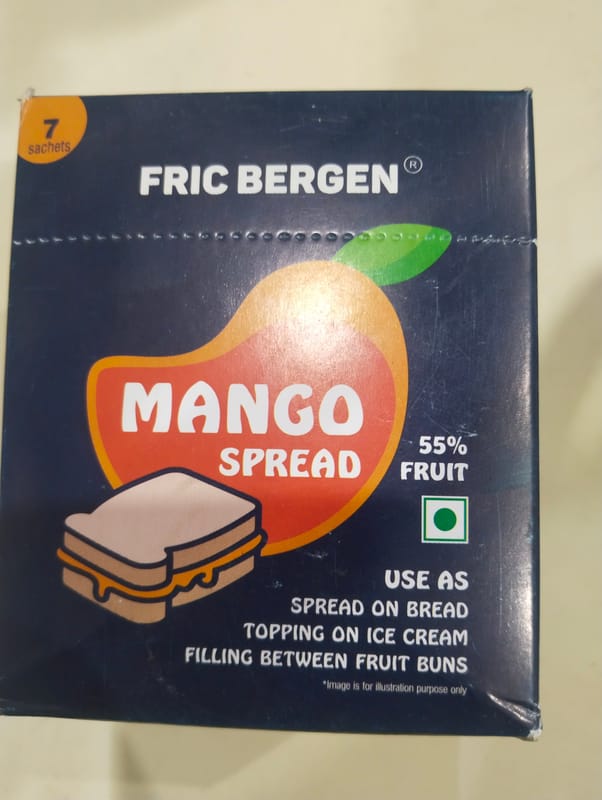 7
sachets
FRIC BERGEN®
MANGO
SPREAD
55%
FRUIT
USE AS
SPREAD ON BREAD
TOPPING ON ICE CREAM
FILLING BETWEEN FRUIT BUNS
*Image is for illustration purpose only